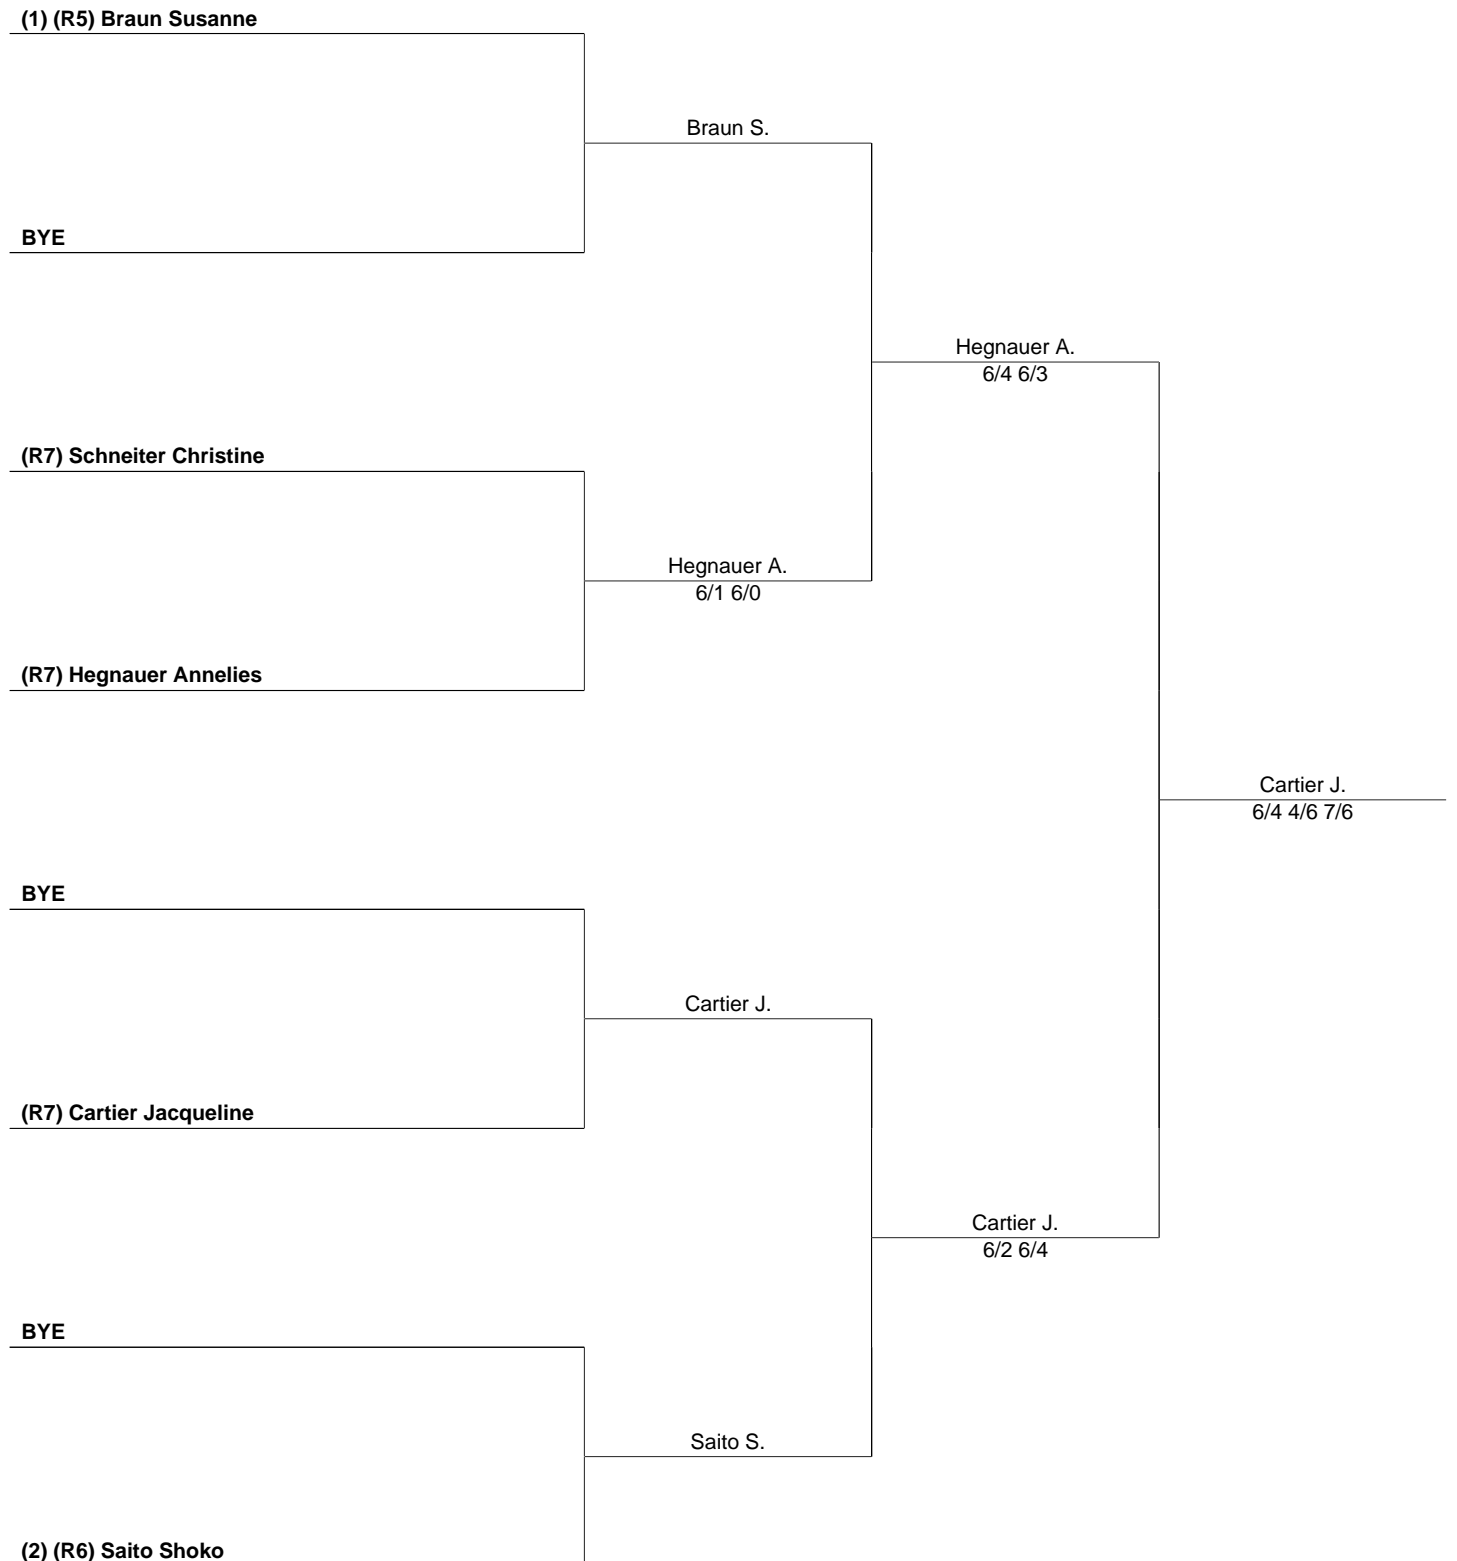 (1) (R5) Braun Susanne
Braun S.
BYE
Hegnauer A.
6/4 6/3
(R7) Schneiter Christine
Hegnauer A.
6/1 6/0
(R7) Hegnauer Annelies
Cartier J.
6/4 4/6 7/6
BYE
Cartier J.
(R7) Cartier Jacqueline
Cartier J.
6/2 6/4
BYE
Saito S.
(2) (R6) Saito Shoko